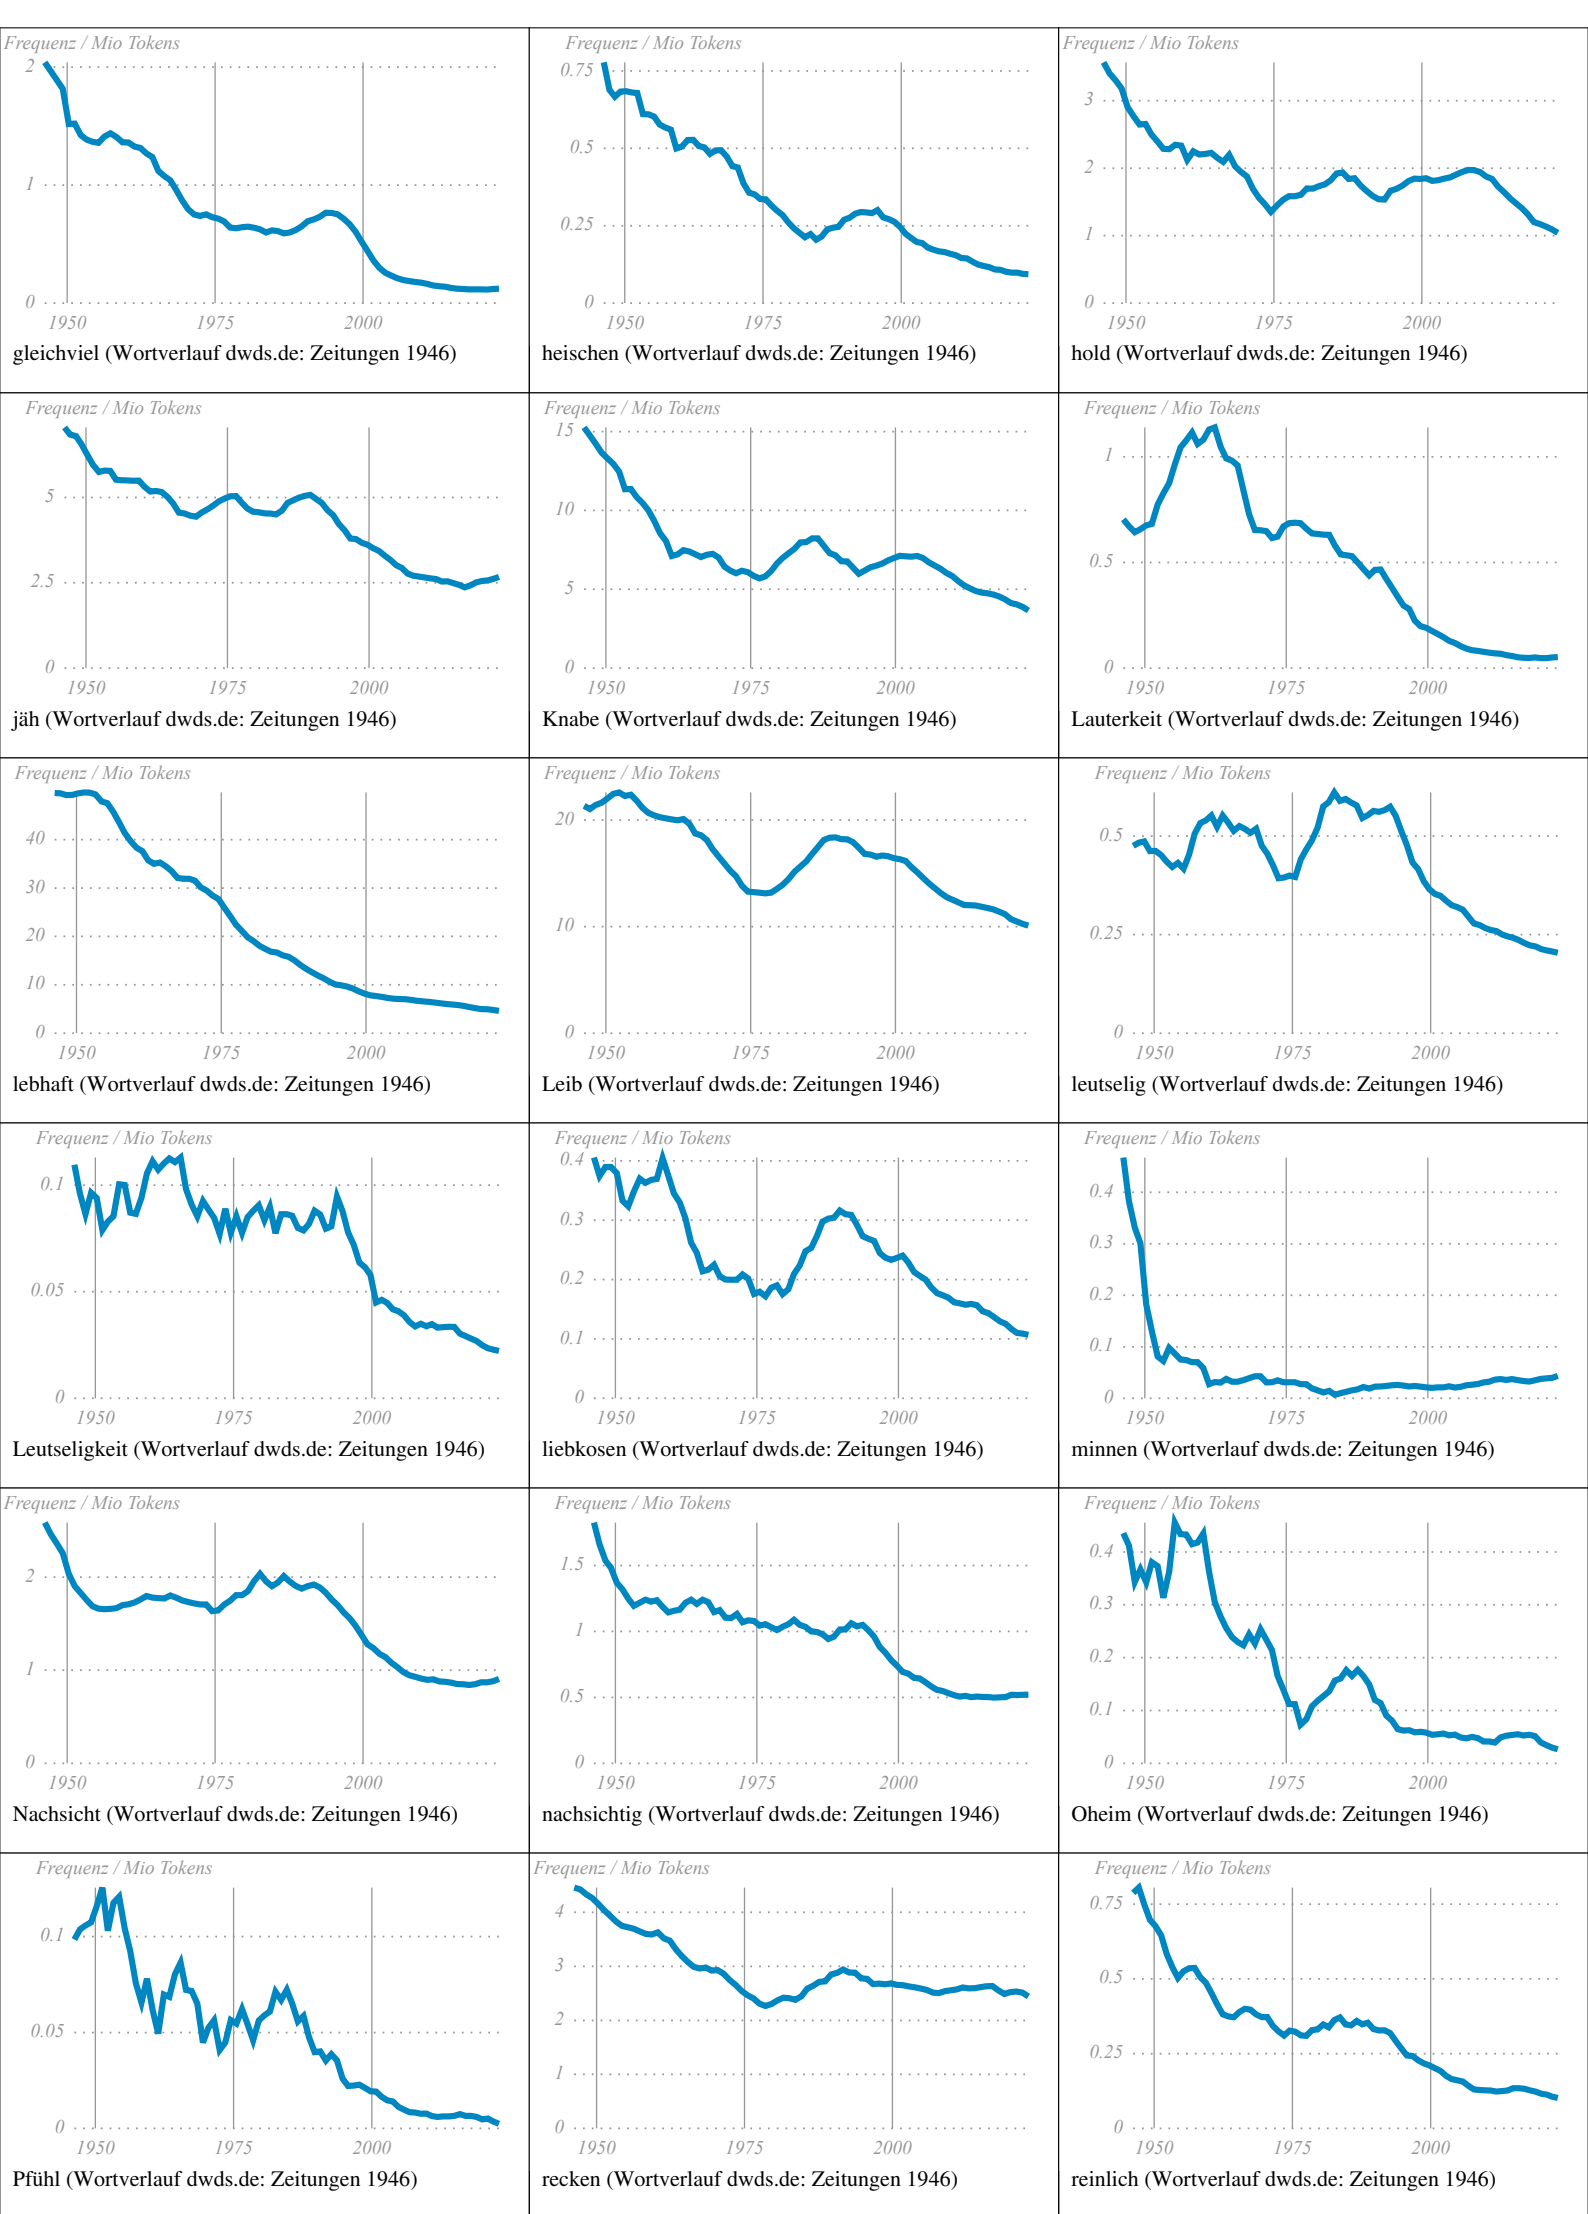 Frequenz / Mio Tokens
2
1
0
1950 1975 2000
gleichviel (Wortverlauf dwds.de: Zeitungen 1946)
Frequenz / Mio Tokens
0.75
0.5
0.25
0
1950 1975 2000
heischen (Wortverlauf dwds.de: Zeitungen 1946)
Frequenz / Mio Tokens
3
2
1
0
1950 1975 2000
hold (Wortverlauf dwds.de: Zeitungen 1946)
Frequenz / Mio Tokens
5
2.5
0
1950 1975 2000
jäh (Wortverlauf dwds.de: Zeitungen 1946)
Frequenz / Mio Tokens
15
10
5
0
1950 1975 2000
Knabe (Wortverlauf dwds.de: Zeitungen 1946)
Frequenz / Mio Tokens
1
0.5
0
1950 1975 2000
Lauterkeit (Wortverlauf dwds.de: Zeitungen 1946)
Frequenz / Mio Tokens
40
30
20
10
0
1950 1975 2000
lebhaft (Wortverlauf dwds.de: Zeitungen 1946)
Frequenz / Mio Tokens
20
10
0
1950 1975 2000
Leib (Wortverlauf dwds.de: Zeitungen 1946)
Frequenz / Mio Tokens
0.5
0.25
0
1950 1975 2000
leutselig (Wortverlauf dwds.de: Zeitungen 1946)
Frequenz / Mio Tokens
0.1
0.05
0
1950 1975 2000
Leutseligkeit (Wortverlauf dwds.de: Zeitungen 1946)
Frequenz / Mio Tokens
0.4
0.3
0.2
0.1
0
1950 1975 2000
liebkosen (Wortverlauf dwds.de: Zeitungen 1946)
Frequenz / Mio Tokens
0.4
0.3
0.2
0.1
0
1950 1975 2000
minnen (Wortverlauf dwds.de: Zeitungen 1946)
Frequenz / Mio Tokens
2
1
0
1950 1975 2000
Nachsicht (Wortverlauf dwds.de: Zeitungen 1946)
Frequenz / Mio Tokens
1.5
1
0.5
0
1950 1975 2000
nachsichtig (Wortverlauf dwds.de: Zeitungen 1946)
Frequenz / Mio Tokens
0.4
0.3
0.2
0.1
0
1950 1975 2000
Oheim (Wortverlauf dwds.de: Zeitungen 1946)
Frequenz / Mio Tokens
0.1
0.05
0
1950 1975 2000
Pfühl (Wortverlauf dwds.de: Zeitungen 1946)
Frequenz / Mio Tokens
4
3
2
1
0
1950 1975 2000
recken (Wortverlauf dwds.de: Zeitungen 1946)
Frequenz / Mio Tokens
0.75
0.5
0.25
0
1950 1975 2000
reinlich (Wortverlauf dwds.de: Zeitungen 1946)